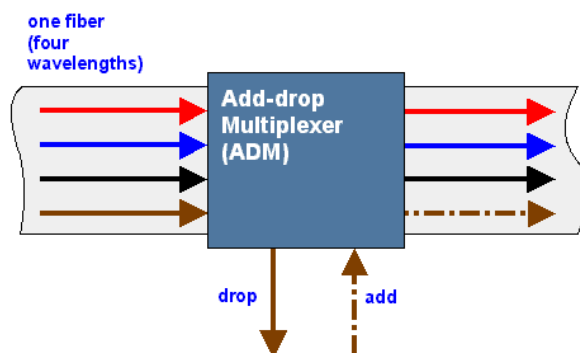 one fiber
(four
wavelengths)
Add-drop
Multiplexer
(ADM)
drop
add